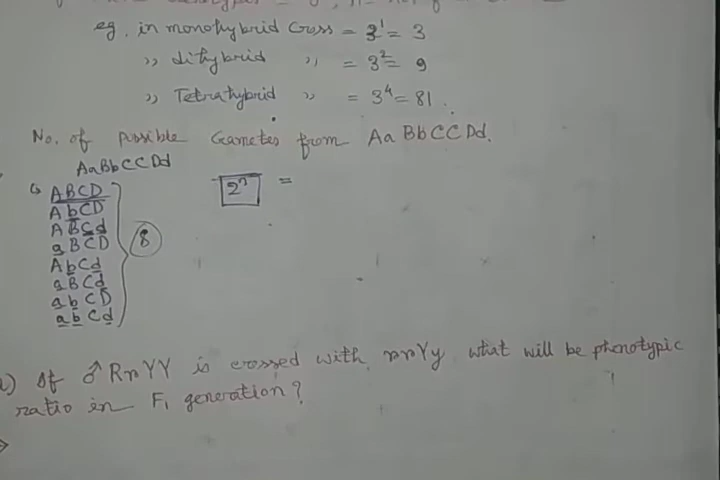 eg. in monohybrid Cross = 3¹ = 3
,, dihybrid ,, = 3² = 9
,, Tetrahybrid ,, = 3⁴ = 81.
No. of possible Gametes from AaBbCCDd.
AaBbCCDd
ABCD
AbCD
ABCd
aBCD
AbCd
aBCd
abCD
abCd
8
2ⁿ =
If ♂ RrYY is crossed with rrYy what will be phenotypic
ratio in F₁ generation?